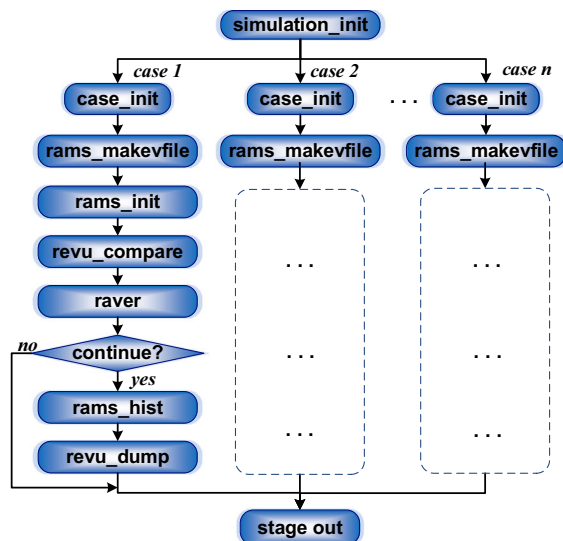 simulation_init
case 1
case 2
case n
case_init
case_init
. . .
case_init
rams_makevfile
rams_makevfile
rams_makevfile
rams_init
revu_compare
. . .
. . .
raver
no
continue?
. . .
. . .
yes
rams_hist
. . .
. . .
revu_dump
stage out